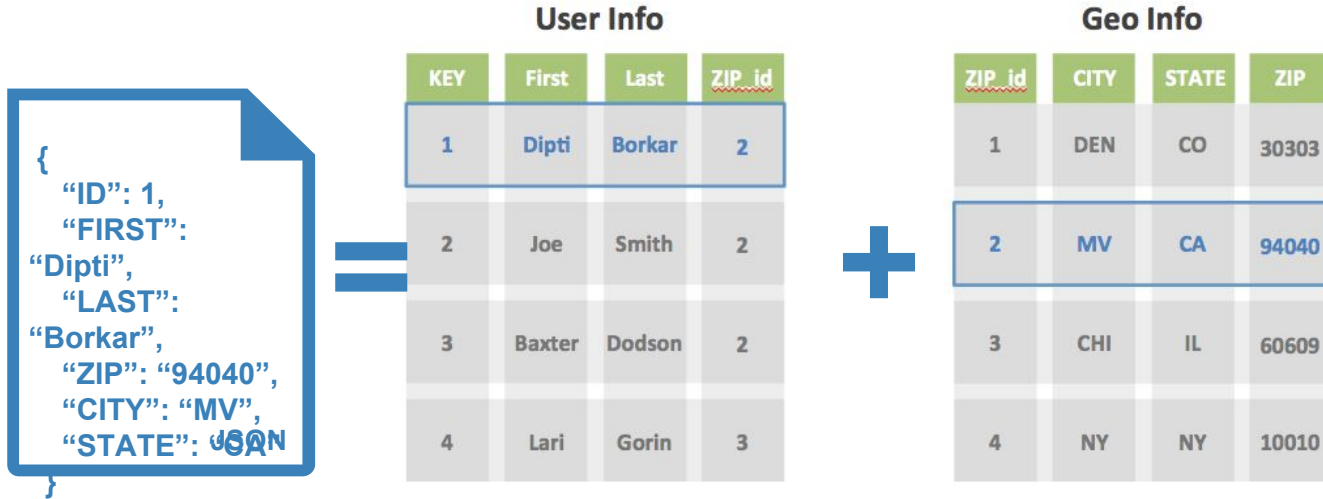 User Info
Geo Info
KEY First Last ZIP_id
ZIP_id CITY STATE ZIP
1 Dipti Borkar 2
1 DEN CO 30303
2 Joe Smith 2
2 MV CA 94040
3 Baxter Dodson 2
3 CHI IL 60609
4 Lari Gorin 3
4 NY NY 10010
{
“ID”: 1,
“FIRST”:
“Dipti”,
“LAST”:
“Borkar”,
“ZIP”: “94040”,
“CITY”: “MV”,
“STATE”: “CA”
JSON
}
=
+